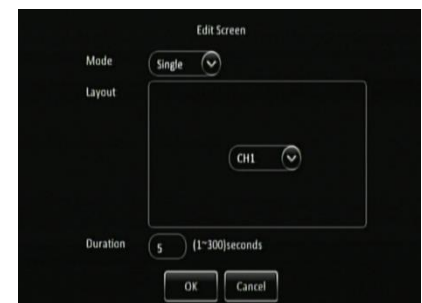 Edit Screen
Mode Single
Layout
CH1
Duration 5 (1~300)seconds
OK Cancel